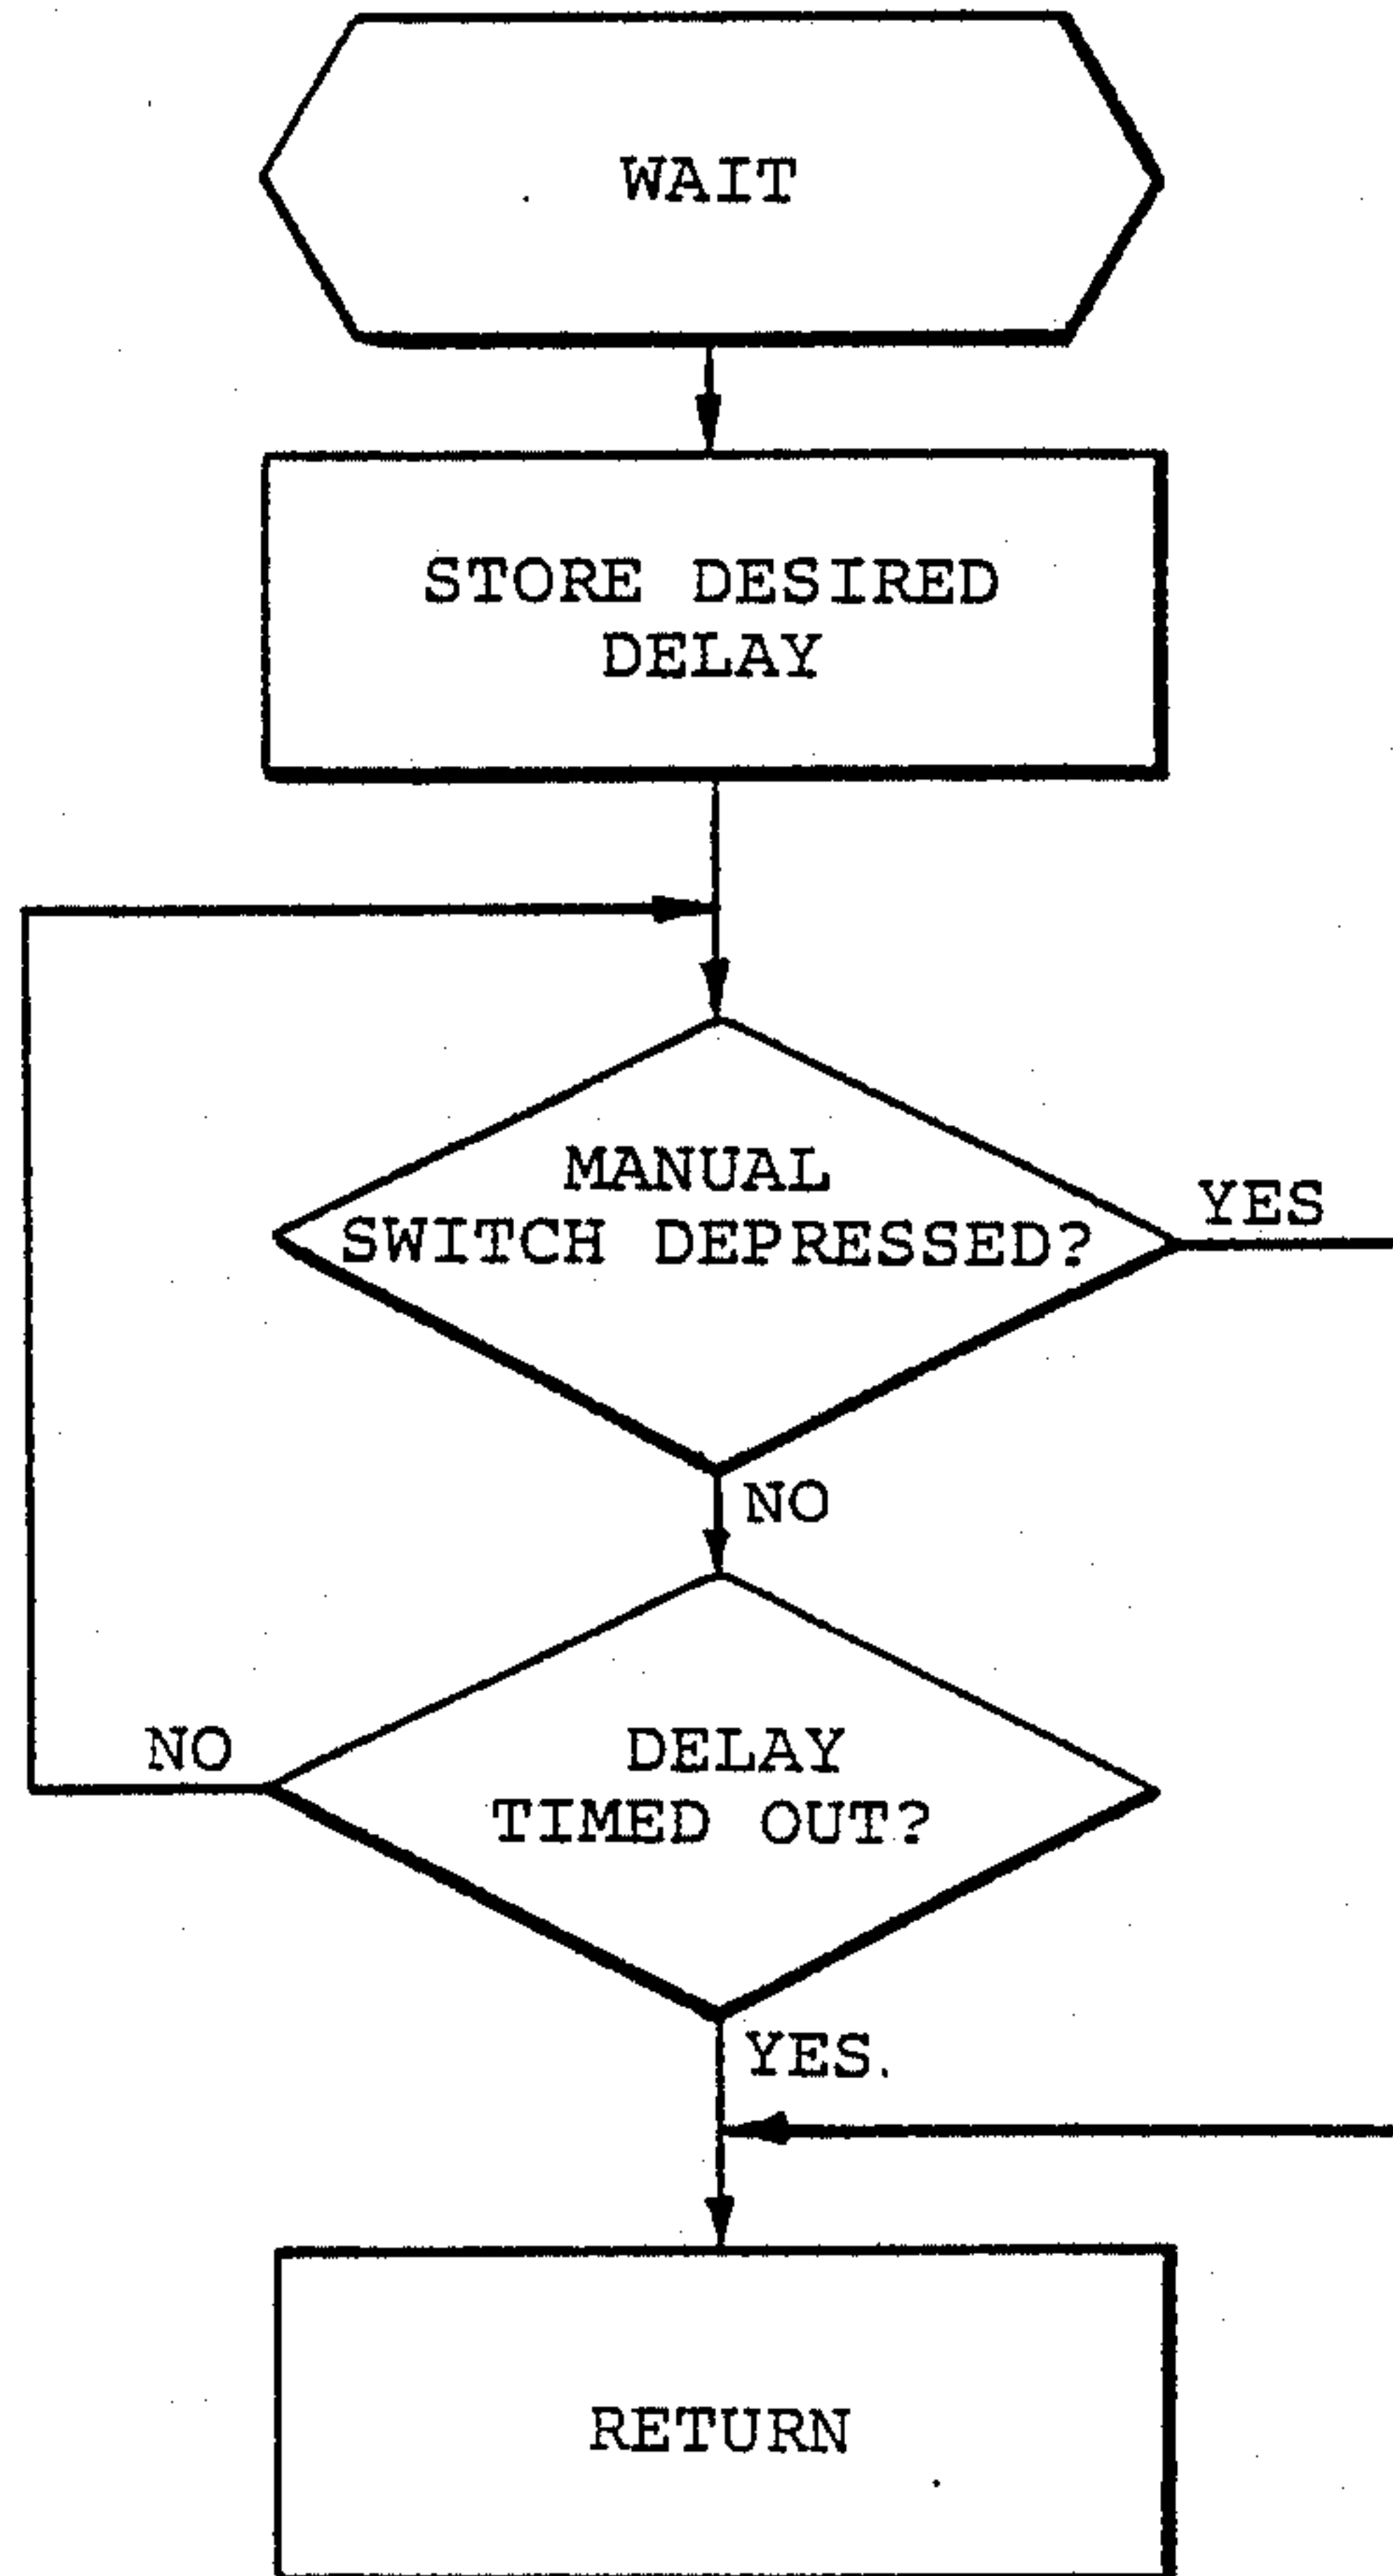 WAIT
STORE DESIRED
DELAY
MANUAL
SWITCH DEPRESSED?
YES
NO
DELAY
TIMED OUT?
NO
YES.
RETURN